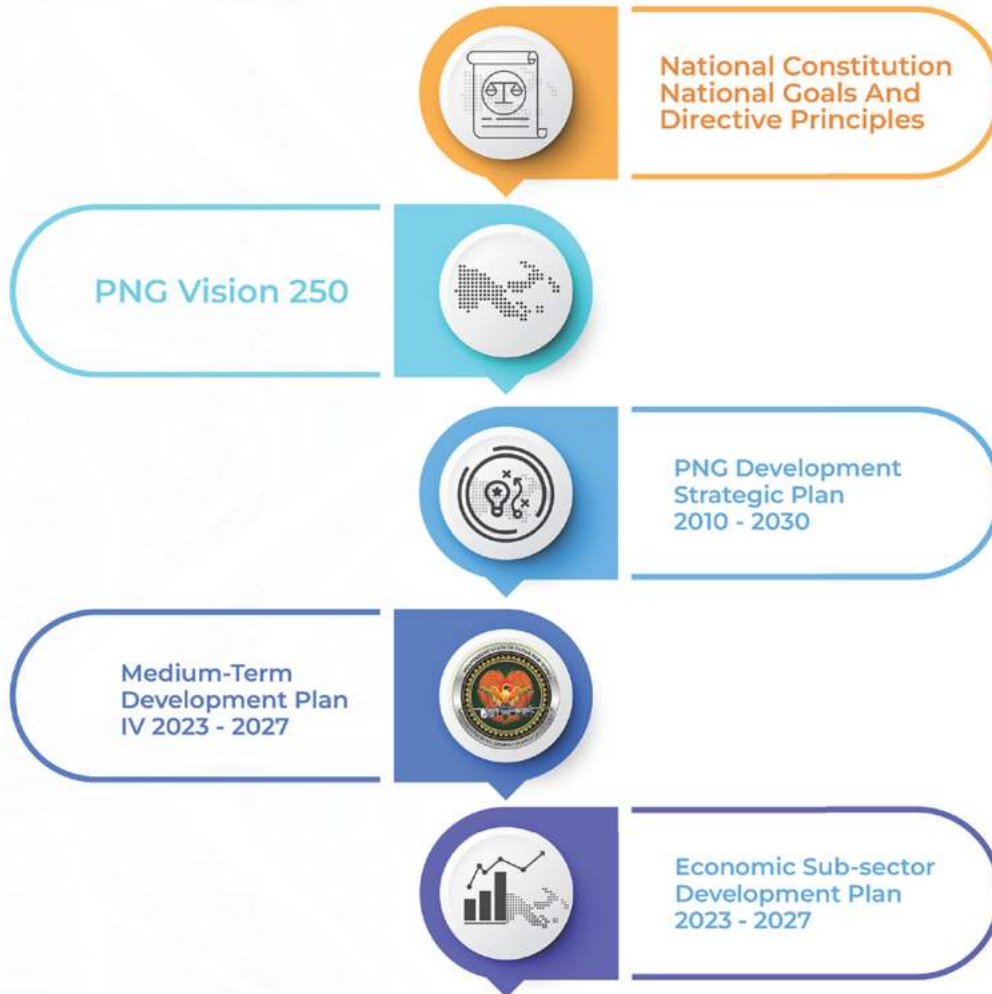 National Constitution
National Goals And
Directive Principles
PNG Vision 250
PNG Development
Strategic Plan
2010 - 2030
Medium-Term
Development Plan
IV 2023 - 2027
Economic Sub-sector
Development Plan
2023 - 2027